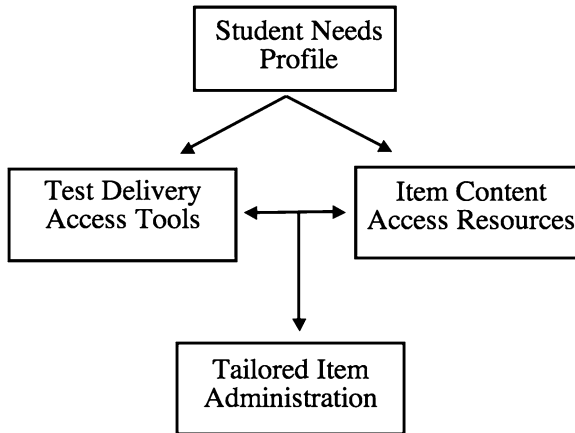 Student Needs
Profile
Test Delivery
Access Tools
Item Content
Access Resources
Tailored Item
Administration